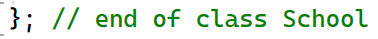 }; // end of class School